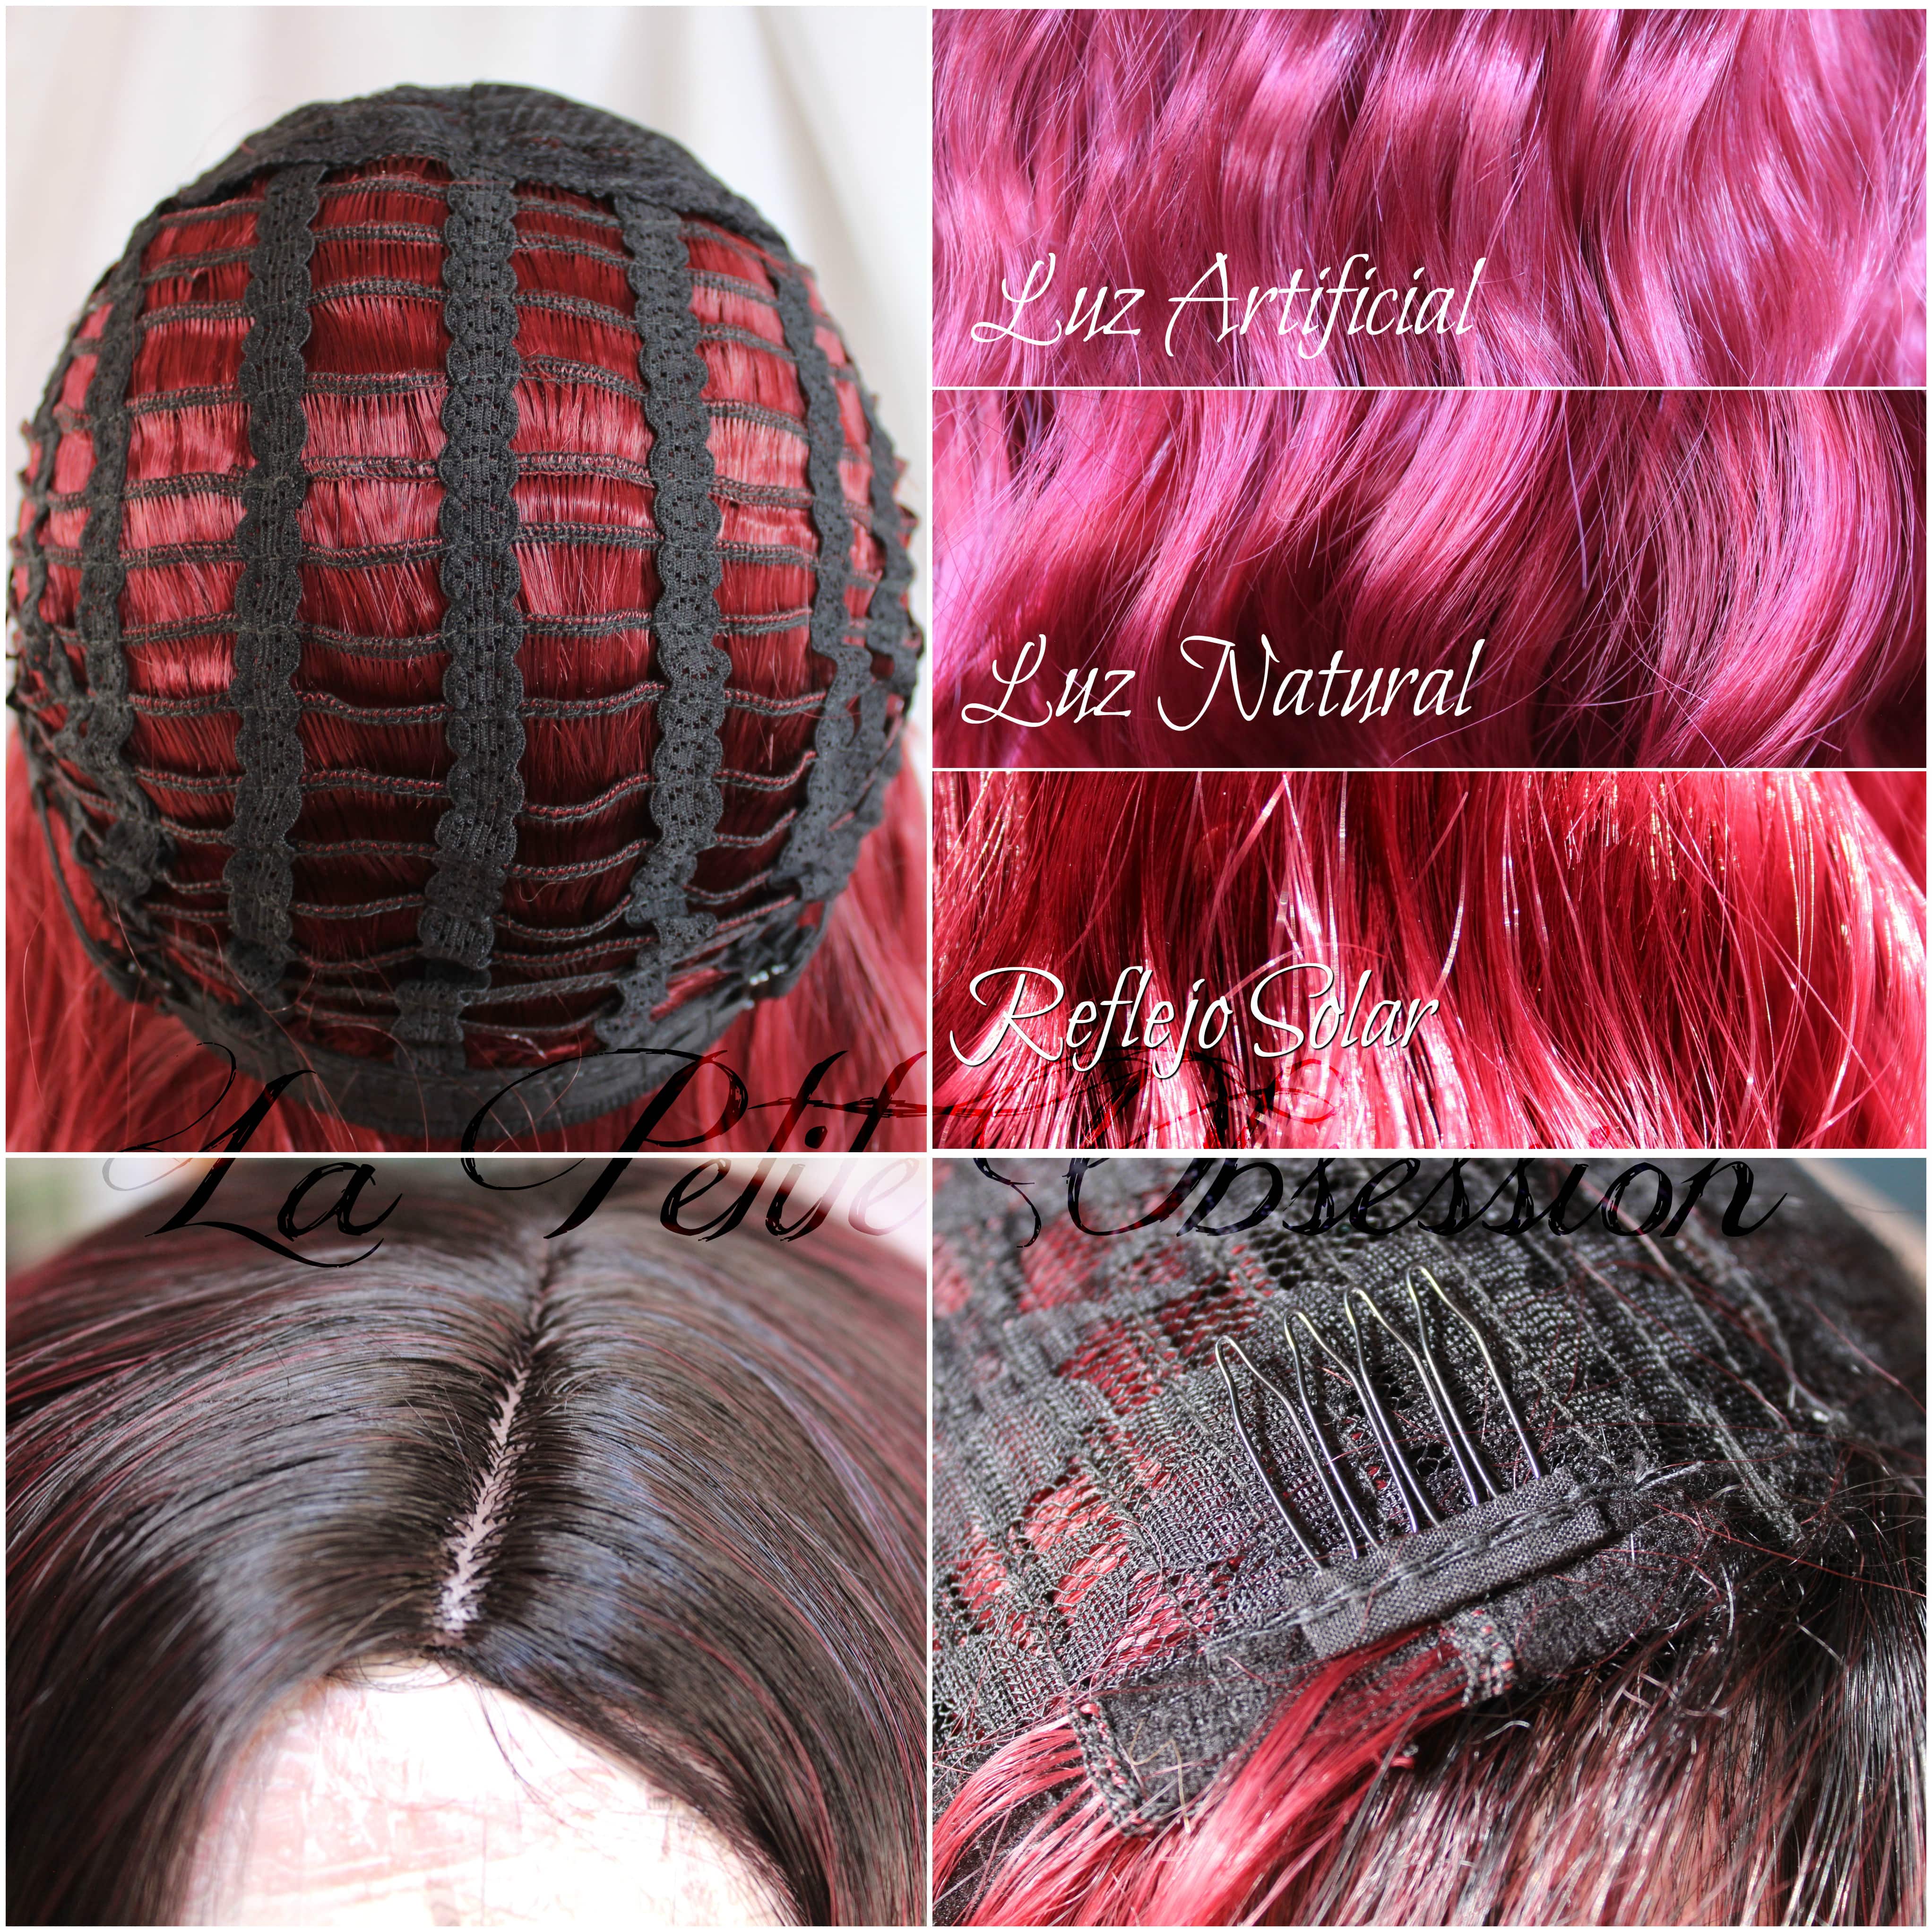 Luz Artificial
Luz Natural
Reflejo Solar
La Petite Obsession